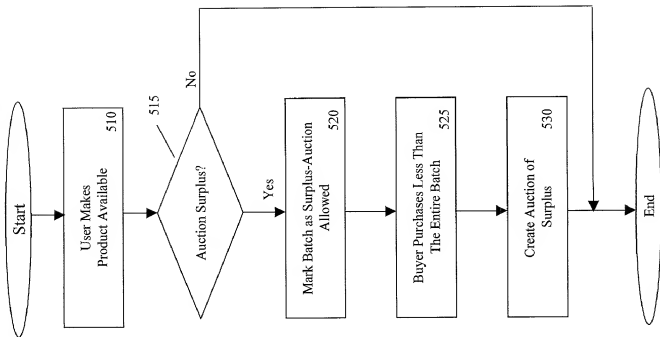 Start
User Makes
Product Available
510
515
Auction Surplus?
No
Yes
Mark Batch as Surplus-Auction
Allowed
520
Buyer Purchases Less Than
The Entire Batch
525
Create Auction of
Surplus
530
End